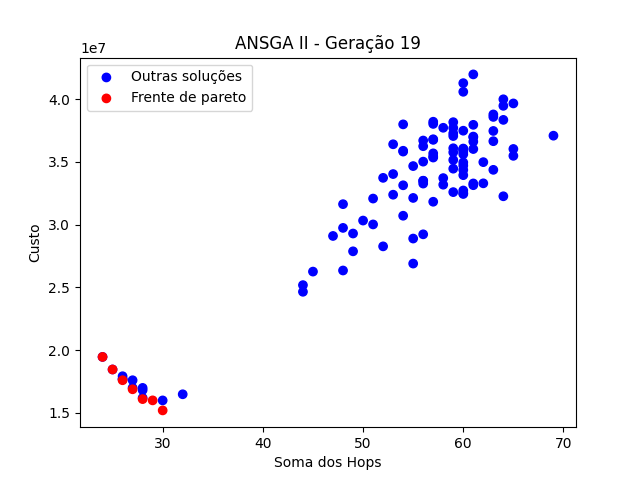 ANSGA II - Geração 19
1e7
Outras soluções
Frente de pareto
4.0
3.5
3.0
2.5
2.0
1.5
Custo
30
40
50
60
70
Soma dos Hops